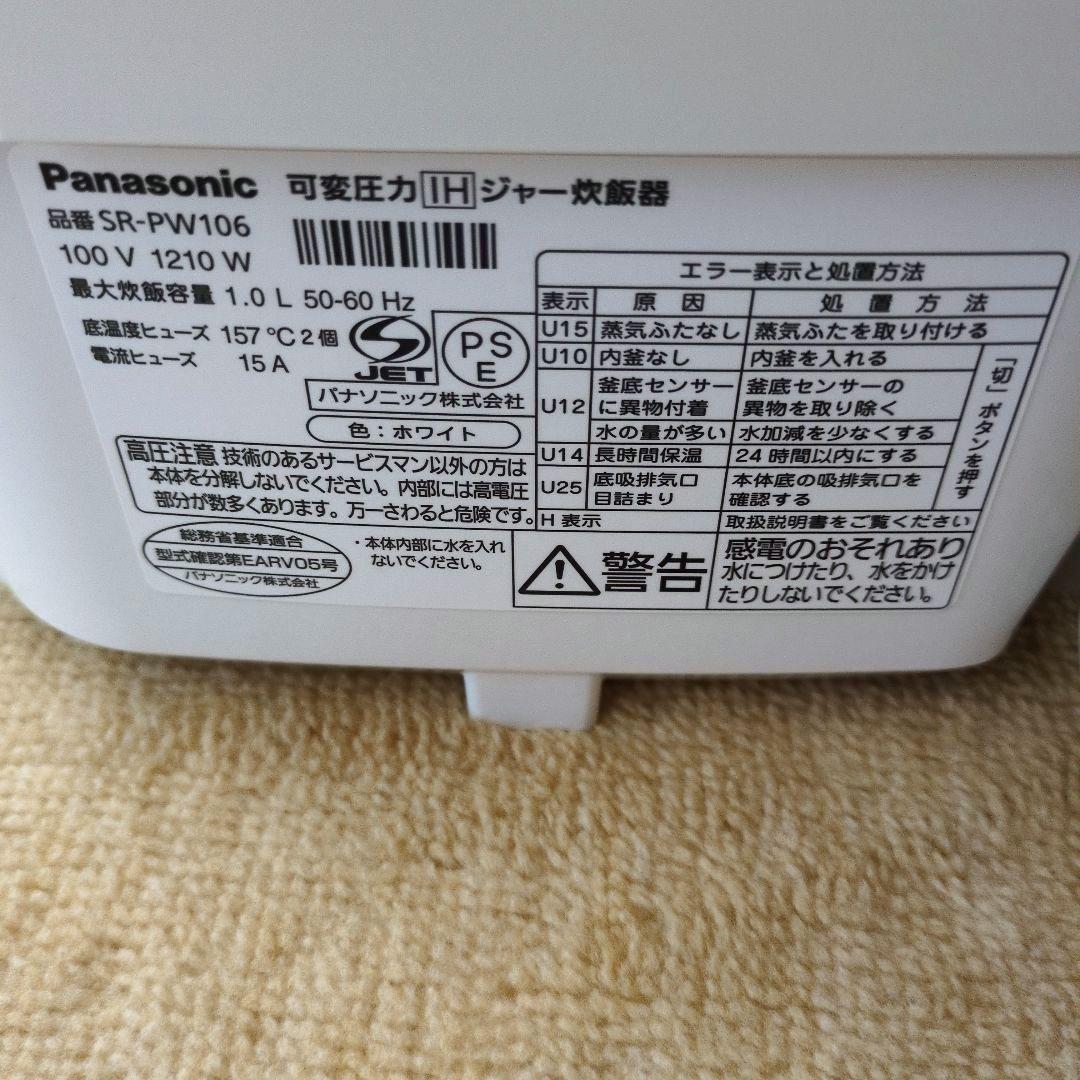 Panasonic 可変圧力IHジャー炊飯器
品番 SR-PW106
100 V 1210 W
最大炊飯容量 1.0 L 50-60 Hz
底温度ヒューズ 157 ℃ 2個
電流ヒューズ 15 A
JET
PS
E
パナソニック株式会社
色：ホワイト
高圧注意 技術のあるサービスマン以外の方は
本体を分解しないでください。内部には高電圧
部分が数多くあります。万一さわると危険です。
総務省基準適合
型式確認第EARV05号
パナソニック株式会社
・本体内部に水を入れ
ないでください。
エラー表示と処置方法
表示 原因 処置方法
U15 蒸気ふたなし 蒸気ふたを取り付ける
U10 内釜なし 内釜を入れる
U12 釜底センサー 釜底センサーの
に異物付着 異物を取り除く
水の量が多い 水加減を少なくする
U14 長時間保温 24時間以内にする
U25 底吸排気口 本体底の吸排気口を
目詰まり 確認する
「切」ボタンを押す
H 表示 取扱説明書をご覧ください
警告
感電のおそれあり
水につけたり、水をかけ
たりしないでください。